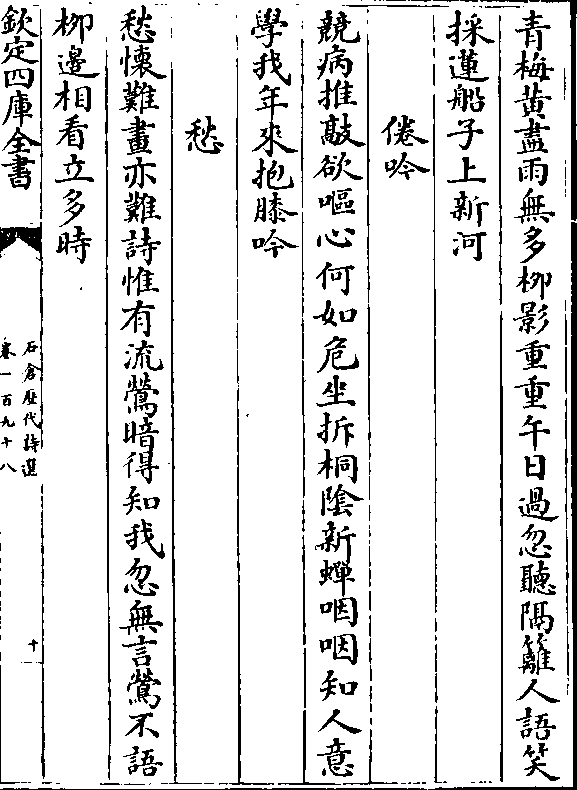 青梅黄盡雨無多柳影重重午日過忽聽隔籬人語笑
採蓮船子上新河
倦吟
競病推敲欲嘔心何如危坐拆桐陰新蟬咽咽知人意
學我年來抱膝吟
愁
愁懷難畫亦難詩惟有流鶯暗得知我忽無言鶯不語
柳邊相看立多時
欽定四庫全書
石倉歷代詩選
卷一百九十八
十